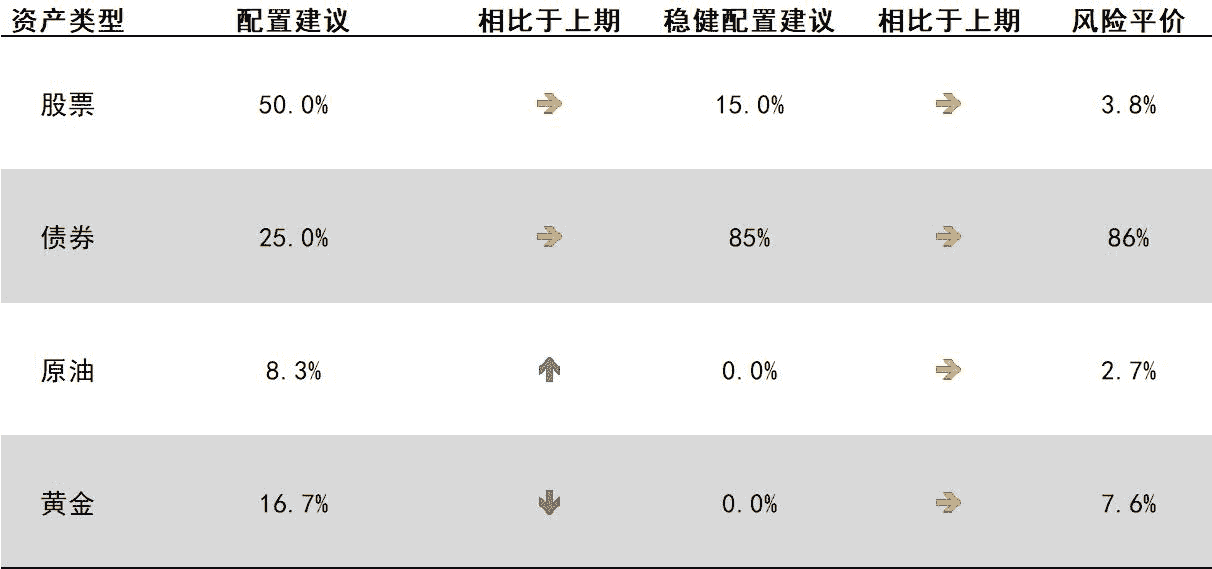 资产类型 配置建议 相比于上期 稳健配置建议 相比于上期 风险平价
股票 50.0% 15.0% 3.8%
债券 25.0% 85% 86%
原油 8.3% 0.0% 2.7%
黄金 16.7% 0.0% 7.6%